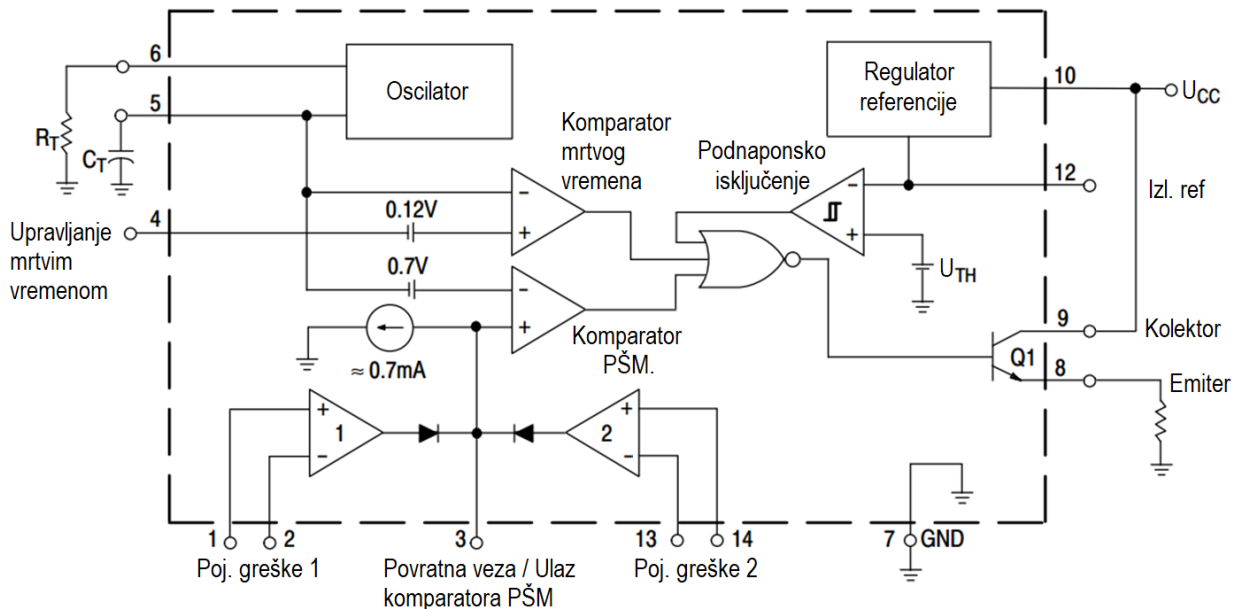 6
Oscilator
5
R_T
C_T
Regulator
referencije
10
U_CC
Komparator
mrtvog
vremena
Podnaponsko
isključenje
-
12
Izl. ref
-
+
+
4
0.12V
Upravljanje
mrtvim
vremenom
0.7V
U_TH
-
+
Komparator
PŠM.
≈ 0.7mA
9
Kolektor
Q1
8
Emiter
+
1
-
+
2
-
1
2
3
13
14
7
GND
Poj. greške 1
Povratna veza / Ulaz
komparatora PŠM
Poj. greške 2